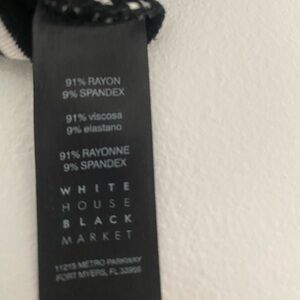 91% RAYON
9% SPANDEX
91% viscosa
9% elastano
91% RAYONNE
9% SPANDEX
WHITE
HOUSE
BLACK
MARKET
11215 METRO PARKWAY
FORT MYERS, FL 33966